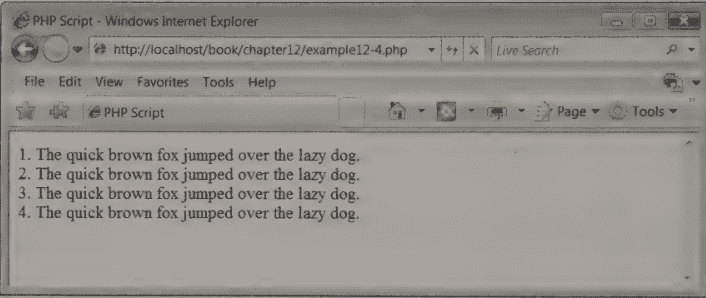 PHP Script - Windows Internet Explorer
http://localhost/book/chapter12/example12-4.php
Live Search
File Edit View Favorites Tools Help
PHP Script
Page Tools
1. The quick brown fox jumped over the lazy dog.
2. The quick brown fox jumped over the lazy dog.
3. The quick brown fox jumped over the lazy dog.
4. The quick brown fox jumped over the lazy dog.